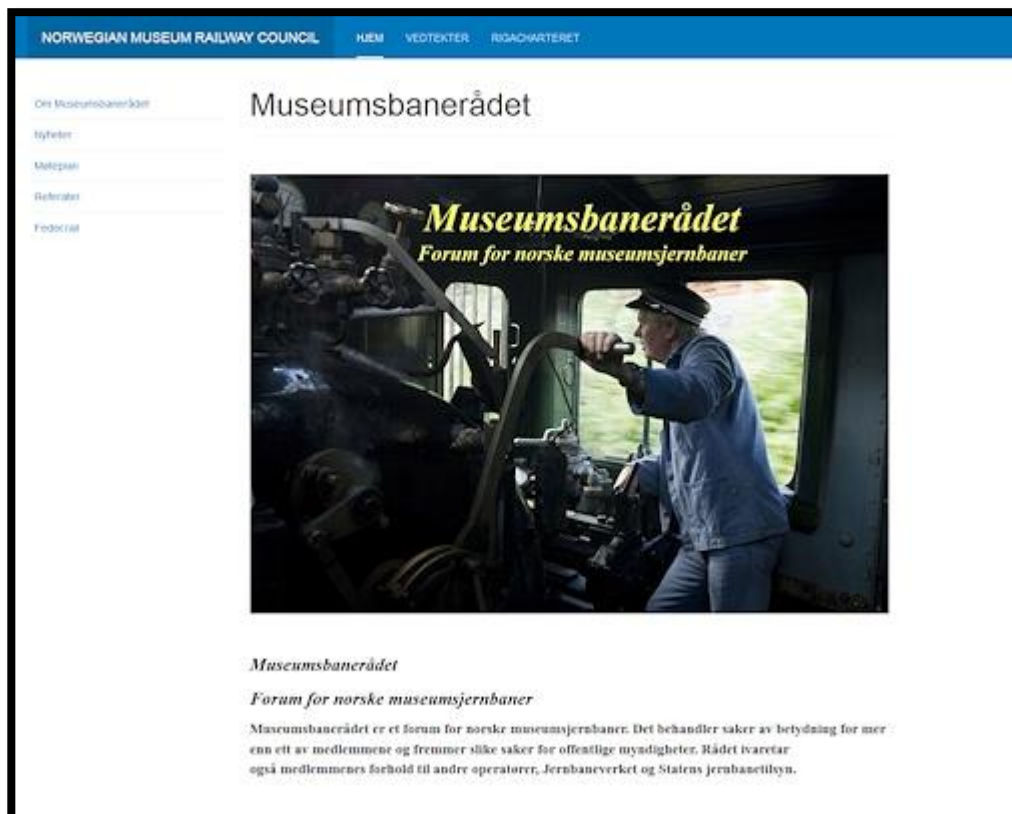 NORWEGIAN MUSEUM RAILWAY COUNCIL HJEM VEDTEKTER RIGACHARTERET
Om Museumsbanerådet
Nyheter
Møteplan
Referater
Fedecrail
Museumsbanerådet
Museumsbanerådet
Forum for norske museumsjernbaner
Museumsbanerådet
Forum for norske museumsjernbaner
Museumsbanerådet er et forum for norske museumsjernbaner. Det behandler saker av betydning for mer
enn ett av medlemmene og fremmer slike saker for offentlige myndigheter. Rådet ivaretar
også medlemmenes forhold til andre operatører, Jernbaneverket og Statens jernbanetilsyn.